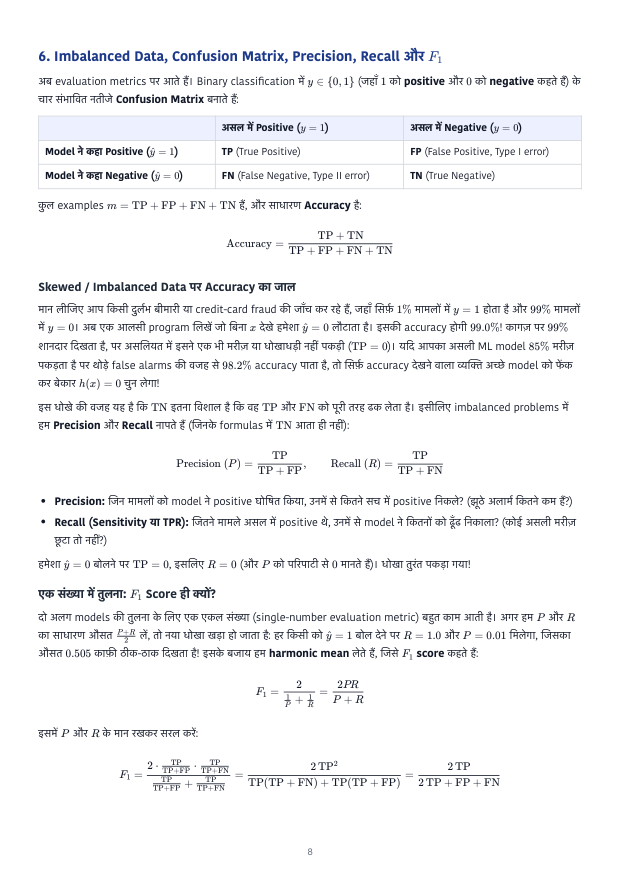 6. Imbalanced Data, Confusion Matrix, Precision, Recall और F₁
अब evaluation metrics पर आते हैं। Binary classification में y ∈ {0, 1} (जहाँ 1 को positive और 0 को negative कहते हैं) के
चार संभावित नतीजे Confusion Matrix बनाते हैं:
असल में Positive (y = 1) असल में Negative (y = 0)
Model ने कहा Positive (ŷ = 1) TP (True Positive) FP (False Positive, Type I error)
Model ने कहा Negative (ŷ = 0) FN (False Negative, Type II error) TN (True Negative)
कुल examples m = TP + FP + FN + TN हैं, और साधारण Accuracy है:
Accuracy = (TP + TN) / (TP + FP + FN + TN)
Skewed / Imbalanced Data पर Accuracy का जाल
मान लीजिए आप किसी दुर्लभ बीमारी या credit-card fraud की जाँच कर रहे हैं, जहाँ सिर्फ़ 1% मामलों में y = 1 होता है और 99% मामलों
में y = 0। अब एक आलसी program लिखें जो बिना x देखे हमेशा ŷ = 0 लौटाता है। इसकी accuracy होगी 99.0%! कागज़ पर 99%
शानदार दिखता है, पर असलियत में इसने एक भी मरीज़ या धोखाधड़ी नहीं पकड़ी (TP = 0)। यदि आपका असली ML model 85% मरीज़
पकड़ता है पर थोड़े false alarms की वजह से 98.2% accuracy पाता है, तो सिर्फ़ accuracy देखने वाला व्यक्ति अच्छे model को फेंक
कर बेकार h(x) = 0 चुन लेगा!
इस धोखे की वजह यह है कि TN इतना विशाल है कि वह TP और FN को पूरी तरह ढक लेता है। इसीलिए imbalanced problems में
हम Precision और Recall नापते हैं (जिनके formulas में TN आता ही नहीं):
Precision (P) = TP / (TP + FP), Recall (R) = TP / (TP + FN)
• Precision: जिन मामलों को model ने positive घोषित किया, उनमें से कितने सच में positive निकले? (झूठे अलार्म कितने कम हैं?)
• Recall (Sensitivity या TPR): जितने मामले असल में positive थे, उनमें से model ने कितनों को ढूँढ निकाला? (कोई असली मरीज़
छूटा तो नहीं?)
हमेशा ŷ = 0 बोलने पर TP = 0, इसलिए R = 0 (और P को परिपाटी से 0 मानते हैं)। धोखा तुरंत पकड़ा गया!
एक संख्या में तुलना: F₁ Score ही क्यों?
दो अलग models की तुलना के लिए एक एकल संख्या (single-number evaluation metric) बहुत काम आती है। अगर हम P और R
का साधारण औसत (P+R)/2 लें, तो नया धोखा खड़ा हो जाता है: हर किसी को ŷ = 1 बोल देने पर R = 1.0 और P = 0.01 मिलेगा, जिसका
औसत 0.505 काफ़ी ठीक-ठाक दिखता है! इसके बजाय हम harmonic mean लेते हैं, जिसे F₁ score कहते हैं:
F₁ = 2 / (1/P + 1/R) = 2PR / (P + R)
इसमें P और R के मान रखकर सरल करें:
F₁ = (2 · TP/(TP+FP) · TP/(TP+FN)) / (TP/(TP+FP) + TP/(TP+FN)) = 2 TP² / (TP(TP + FN) + TP(TP + FP)) = 2 TP / (2 TP + FP + FN)
8